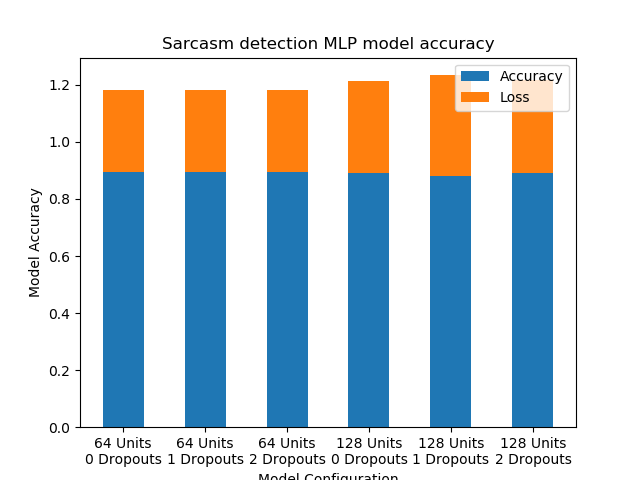 Sarcasm detection MLP model accuracy
Accuracy
Loss
Model Accuracy
1.2
1.0
0.8
0.6
0.4
0.2
0.0
64 Units 64 Units 64 Units 128 Units 128 Units 128 Units
0 Dropouts 1 Dropouts 2 Dropouts 0 Dropouts 1 Dropouts 2 Dropouts
Model Configuration